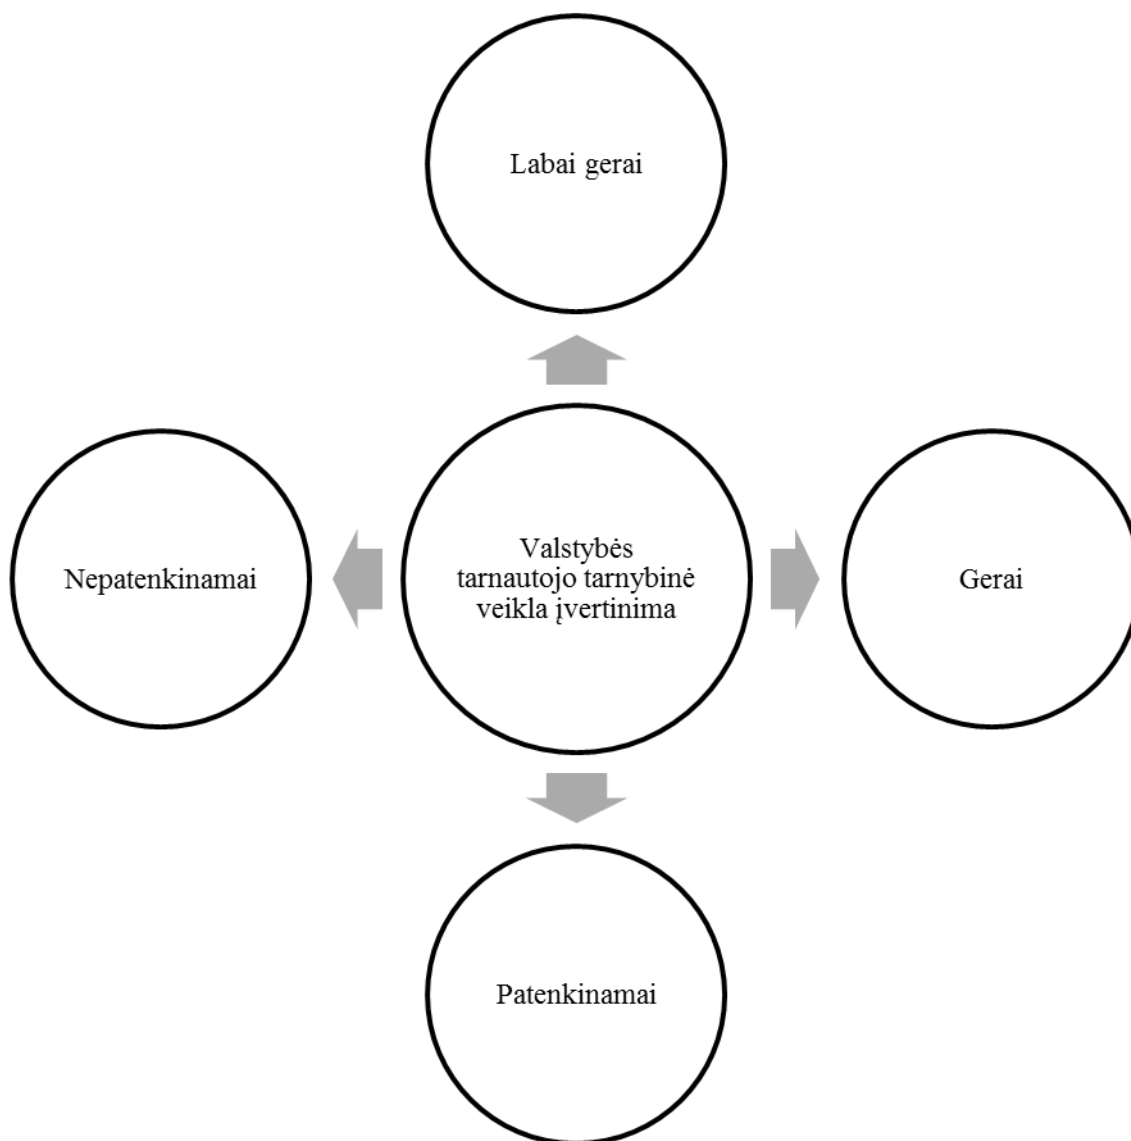 Labai gerai
Nepatenkinamai
Valstybės
tarnautojo tarnybinė
veikla įvertinima
Gerai
Patenkinamai